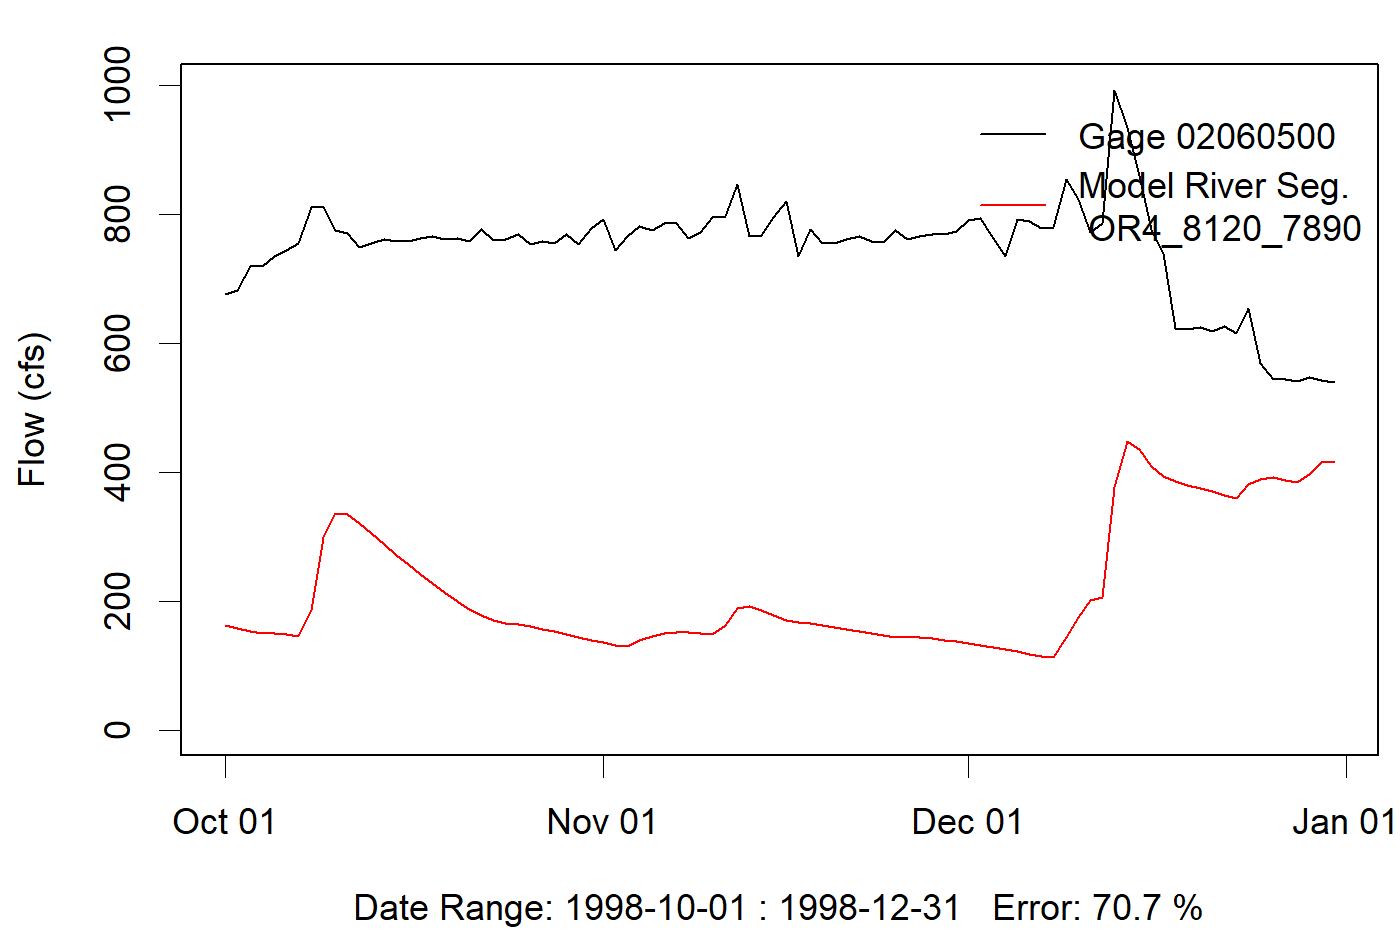 Flow (cfs)
1000
800
600
400
200
0
Gage 02060500
Model River Seg.
OR4_8120_7890
Oct 01
Nov 01
Dec 01
Jan 01
Date Range: 1998-10-01 : 1998-12-31   Error: 70.7 %